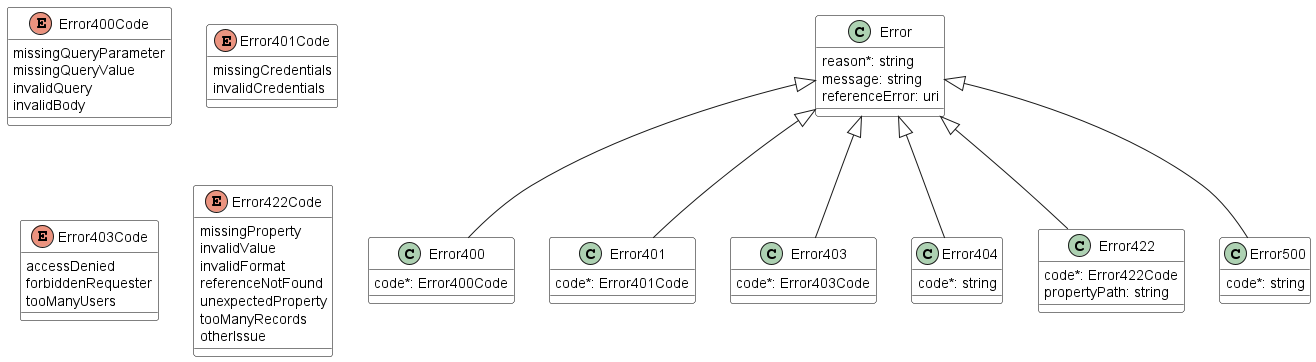 E Error400Code
missingQueryParameter
missingQueryValue
invalidQuery
invalidBody
E Error401Code
missingCredentials
invalidCredentials
C Error
reason*: string
message: string
referenceError: uri
E Error403Code
accessDenied
forbiddenRequester
tooManyUsers
E Error422Code
missingProperty
invalidValue
invalidFormat
referenceNotFound
unexpectedProperty
tooManyRecords
otherIssue
C Error400
code*: Error400Code
C Error401
code*: Error401Code
C Error403
code*: Error403Code
C Error404
code*: string
C Error422
code*: Error422Code
propertyPath: string
C Error500
code*: string